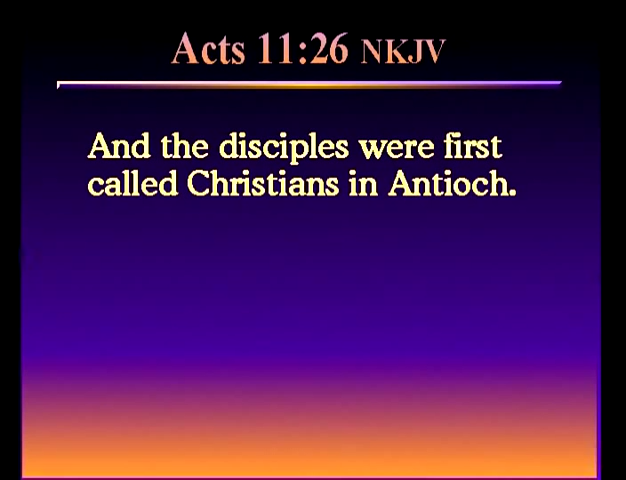 Acts 11:26 NKJV
And the disciples were first
called Christians in Antioch.